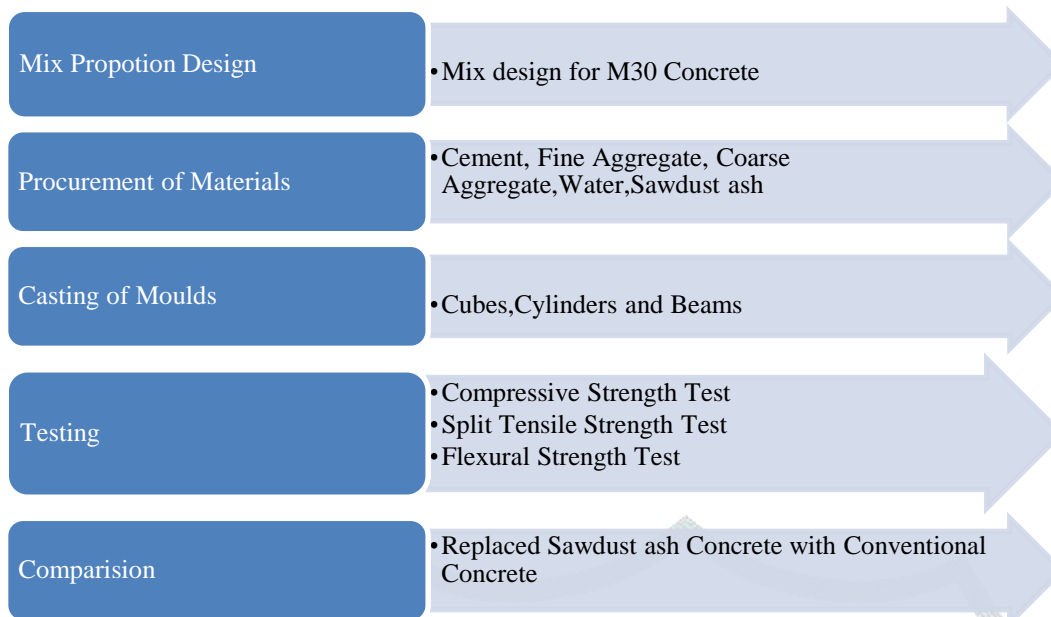 Mix Propotion Design
•Mix design for M30 Concrete
Procurement of Materials
•Cement, Fine Aggregate, Coarse
Aggregate,Water,Sawdust ash
Casting of Moulds
•Cubes,Cylinders and Beams
Testing
•Compressive Strength Test
•Split Tensile Strength Test
•Flexural Strength Test
Comparision
•Replaced Sawdust ash Concrete with Conventional
Concrete